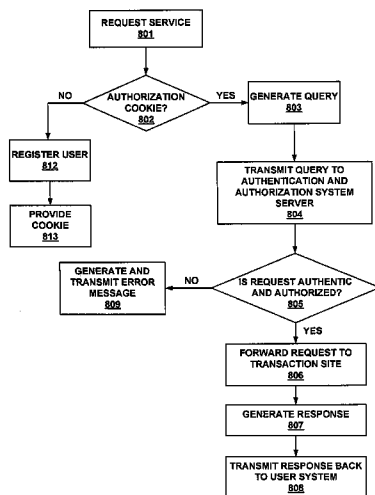 REQUEST SERVICE
801
AUTHORIZATION
COOKIE?
802
NO
YES
GENERATE QUERY
803
REGISTER USER
812
TRANSMIT QUERY TO
AUTHENTICATION AND
AUTHORIZATION SYSTEM
SERVER
804
PROVIDE
COOKIE
813
GENERATE AND
TRANSMIT ERROR
MESSAGE
809
NO
IS REQUEST AUTHENTIC
AND AUTHORIZED?
805
YES
FORWARD REQUEST TO
TRANSACTION SITE
806
GENERATE RESPONSE
807
TRANSMIT RESPONSE BACK
TO USER SYSTEM
808